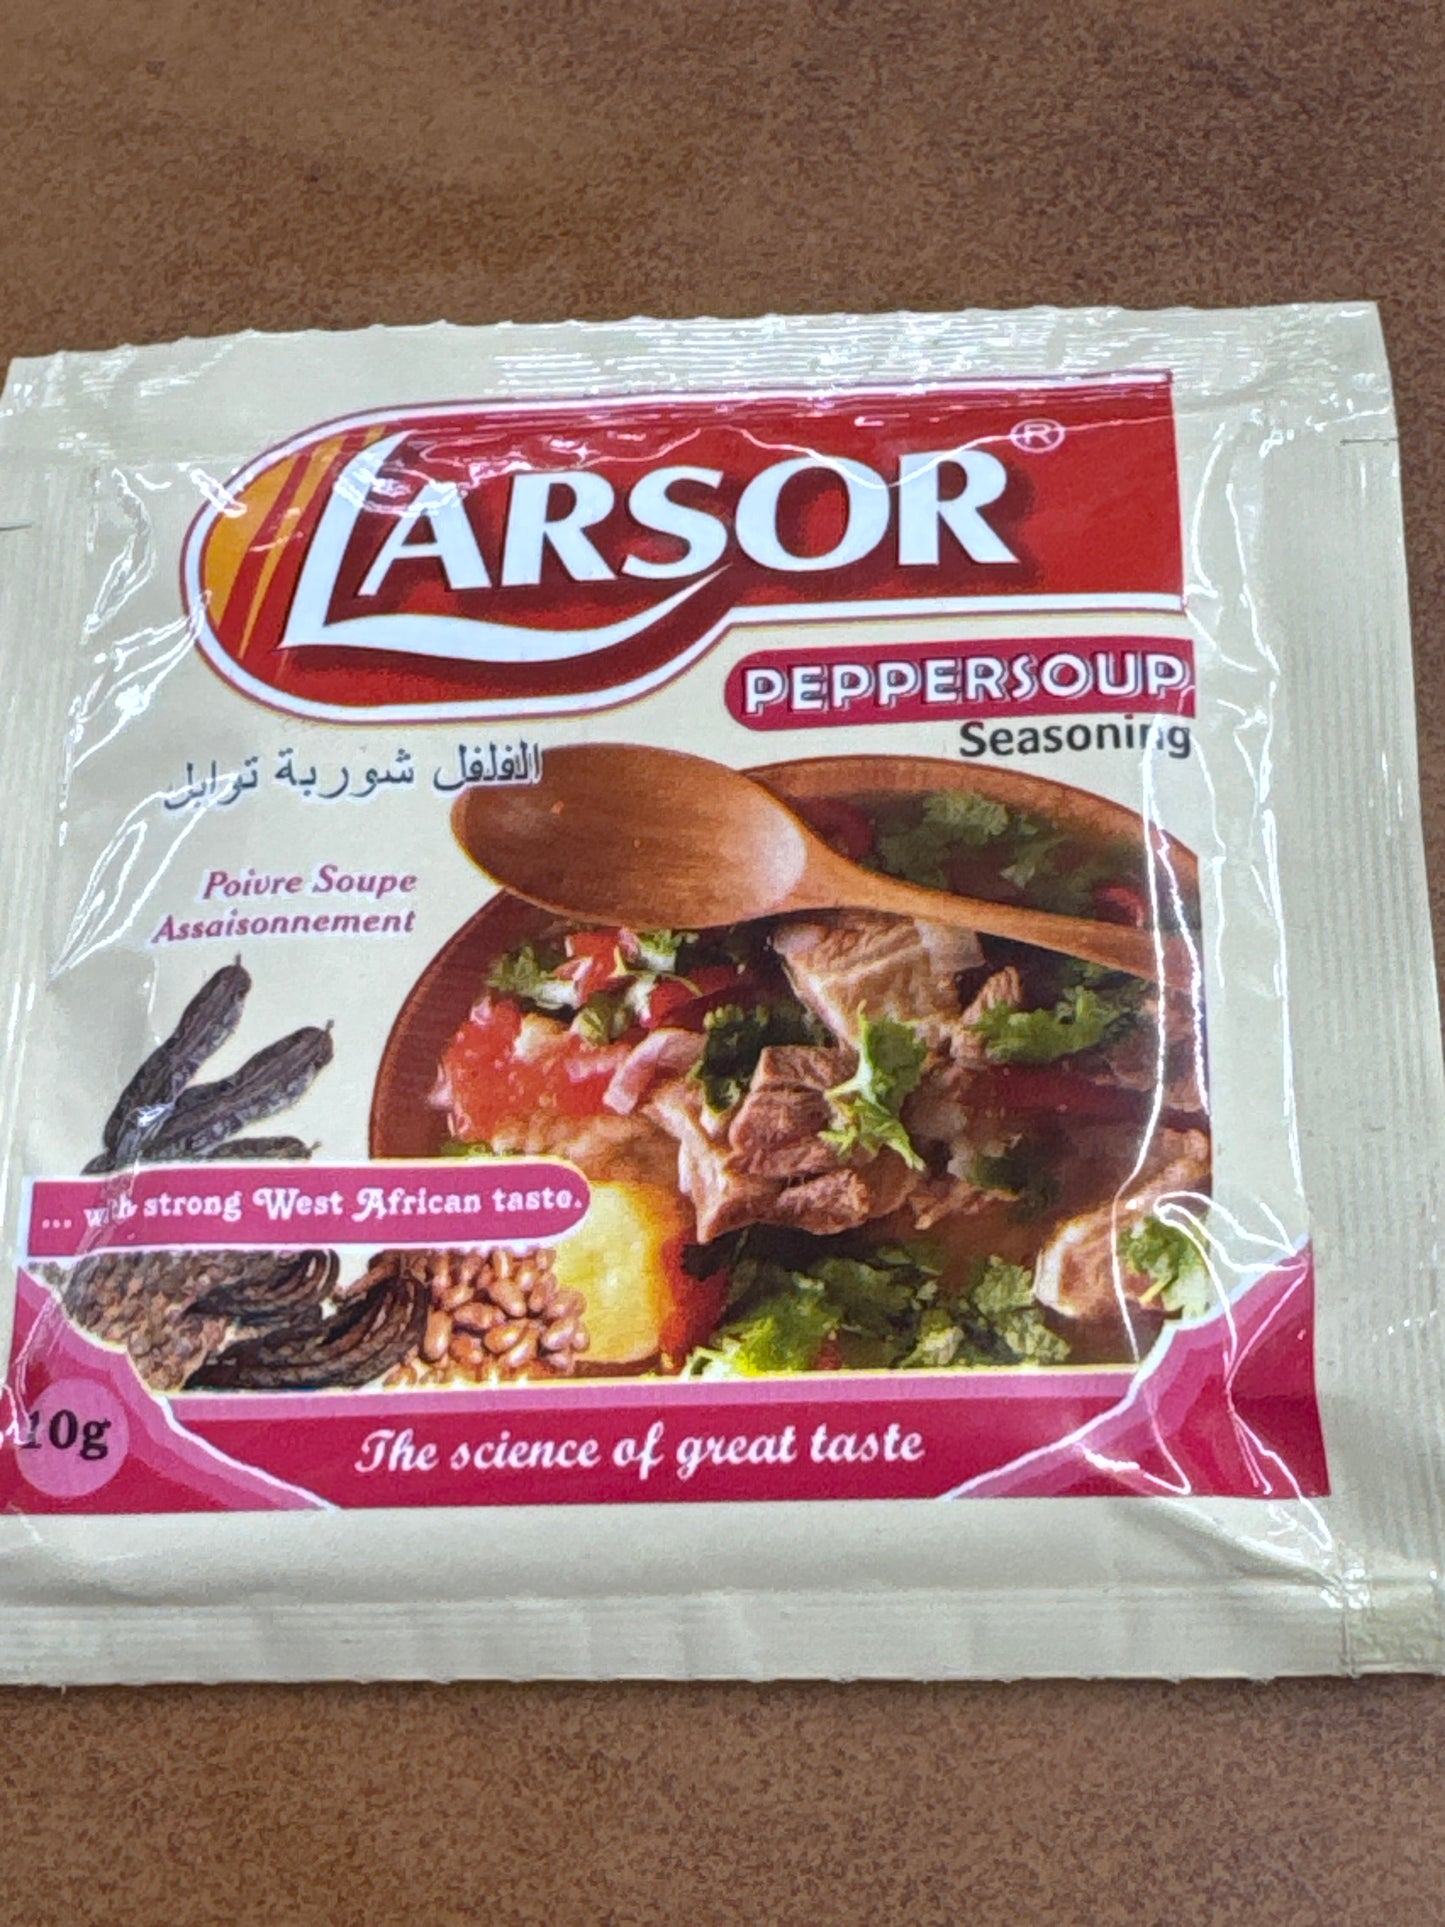 LARSOR ®
PEPPERSOUP
Seasoning
توابل شوربة الفلفل
Poivre Soupe
Assaisonnement
... with strong West African taste.
10g
The science of great taste